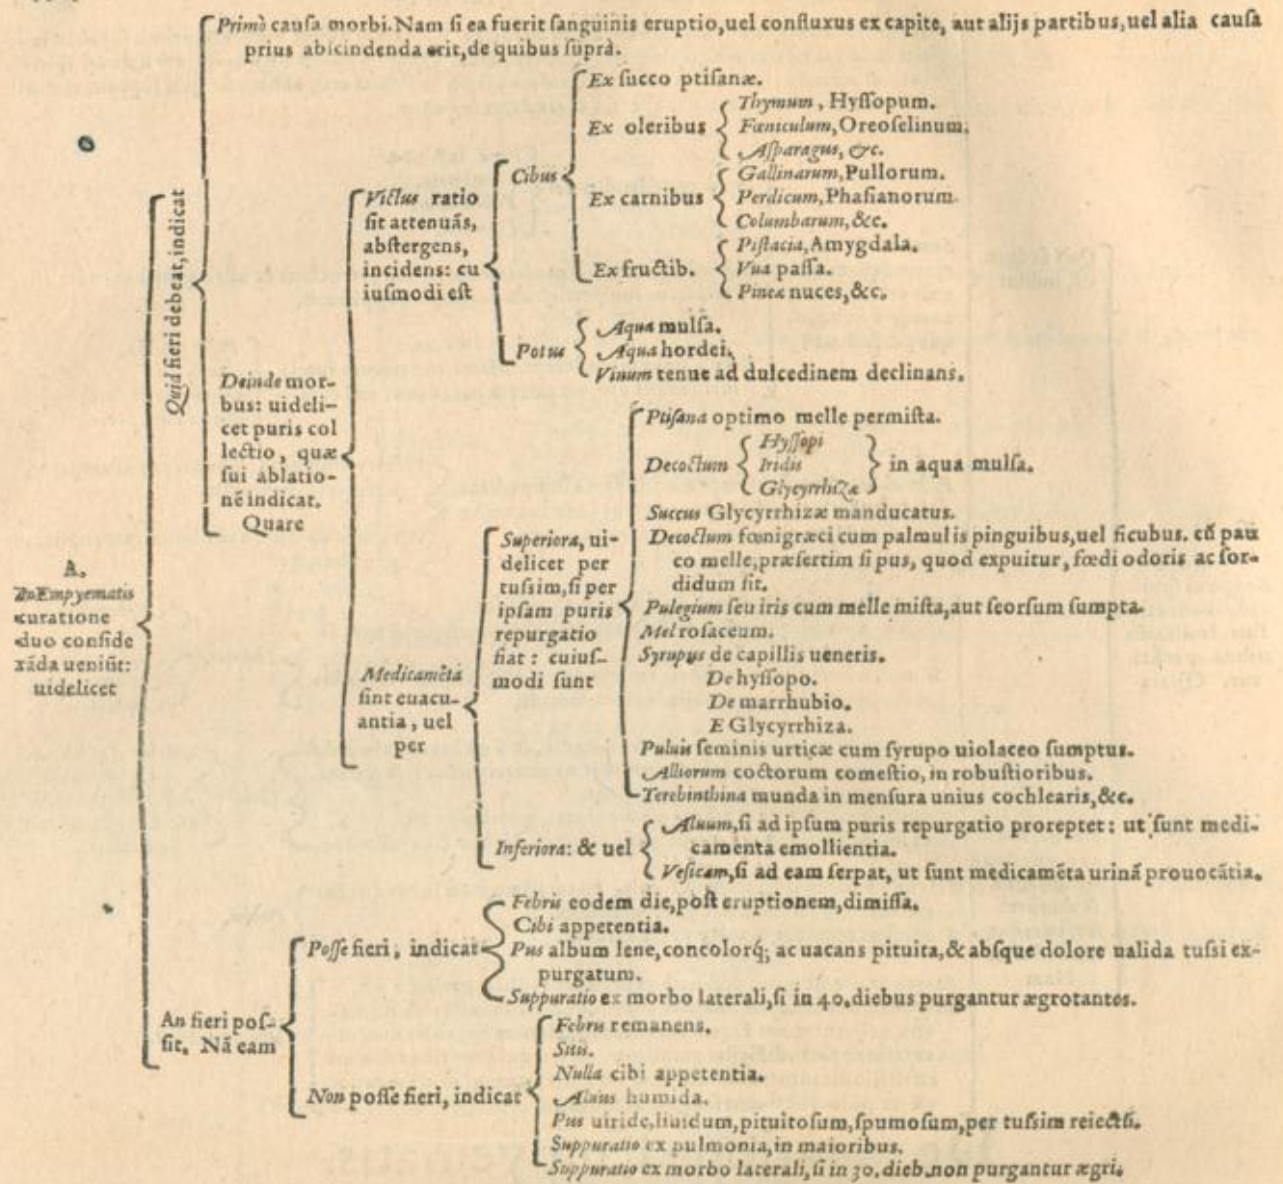 Primò causa morbi. Nam si ea fuerit sanguinis eruptio, uel confluxus ex capite, aut alijs partibus, uel alia causa
prius abscindenda erit, de quibus suprà.
Quid fieri debeat, indicat
Deinde mor-
bus: uideli-
cet puris col
lectio, quæ
sui ablatio-
nẽ indicat.
Quare
Victus ratio
sit attenuãs,
abstergens,
incidens: cu
iusmodi est
Cibus
Ex succo ptisanæ.
Ex oleribus
Thymum, Hyssopum.
Fœniculum, Oreoselinum.
Asparagus, &c.
Ex carnibus
Gallinarum, Pullorum.
Perdicum, Phasianorum.
Columbarum, &c.
Ex fructib.
Pistacia, Amygdala.
Vua passa.
Pineæ nuces, &c.
Potus
Aqua mulsa.
Aqua hordei.
Vinum tenue ad dulcedinem declinans.
Medicamẽta
sint euacu-
antia, uel
per
Superiora, ui-
delicet per
tussim, si per
ipsam puris
repurgatio
fiat: cuius-
modi sunt
Ptisana optimo melle permista.
Decoctum
Hyssopi
Iridis
Glycyrrhizæ
in aqua mulsa.
Succus Glycyrrhizæ manducatus.
Decoctum fœnigræci cum palmulis pinguibus, uel ficubus. cũ pau
co melle, præsertim si pus, quod expuitur, fœdi odoris ac sor-
didum sit.
Pulegium seu iris cum melle mista, aut seorsum sumpta.
Mel rosaceum.
Syrupus de capillis ueneris.
De hyssopo.
De marrhubio.
E Glycyrrhiza.
Puluis seminis urticæ cum syrupo uiolaceo sumptus.
Alliorum coctorum comestio, in robustioribus.
Terebinthina munda in mensura unius cochlearis, &c.
Inferiora: & uel
Aluum, si ad ipsum puris repurgatio proreptet: ut sunt medi-
camenta emollientia.
Vesicam, si ad eam serpat, ut sunt medicamẽta urinã prouocãtia.
A.
In Empyematis
curatione
duo conside
rãda ueniũt:
uidelicet
An fieri pos-
sit. Nã eam
Posse fieri, indicat
Febris eodem die, post eruptionem, dimissa.
Cibi appetentia.
Pus album lene, concolorq́; ac uacans pituita, & absque dolore ualida tussi ex-
purgatum.
Suppuratio ex morbo laterali, si in 40. diebus purgantur ægrotantes.
Non posse fieri, indicat
Febris remanens.
Sitis.
Nulla cibi appetentia.
Aluus humida.
Pus uiride, liuidum, pituitosum, spumosum, per tussim reiectũ.
Suppuratio ex pulmonia, in maioribus.
Suppuratio ex morbo laterali, si in 30. dieb. non purgantur ægri.